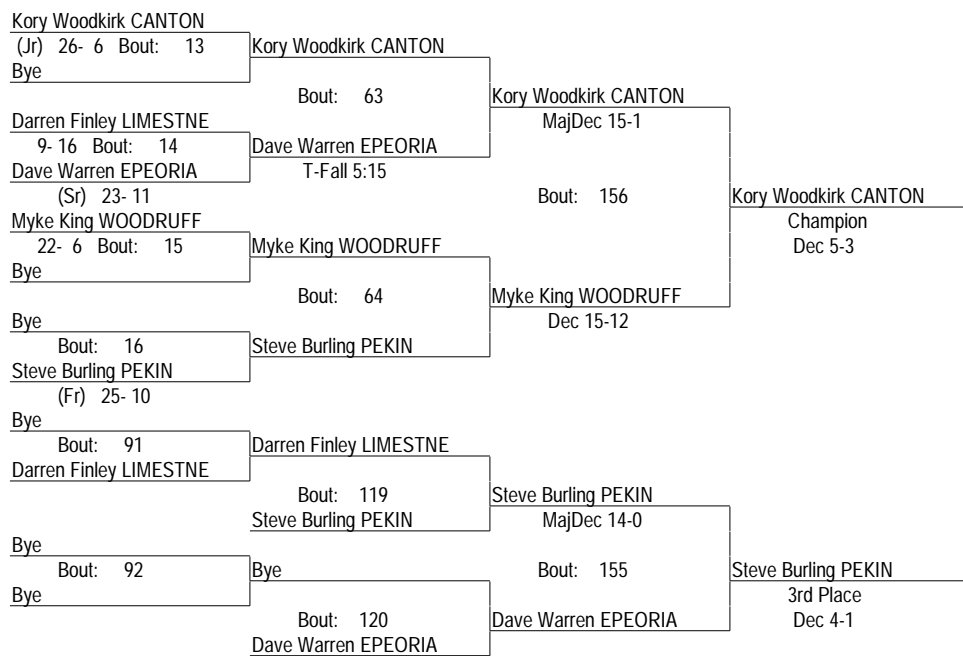 Kory Woodkirk CANTON
(Jr) 26- 6 Bout: 13
Bye
Kory Woodkirk CANTON
Bout: 63
Darren Finley LIMESTNE
9- 16 Bout: 14
Dave Warren EPEORIA
(Sr) 23- 11
Dave Warren EPEORIA
T-Fall 5:15
Kory Woodkirk CANTON
MajDec 15-1
Myke King WOODRUFF
22- 6 Bout: 15
Bye
Myke King WOODRUFF
Bout: 64
Bye
Bout: 16
Steve Burling PEKIN
(Fr) 25- 10
Steve Burling PEKIN
Myke King WOODRUFF
Dec 15-12
Bout: 156
Kory Woodkirk CANTON
Champion
Dec 5-3
Bye
Bout: 91
Darren Finley LIMESTNE
Darren Finley LIMESTNE
Bout: 119
Steve Burling PEKIN
Steve Burling PEKIN
MajDec 14-0
Bye
Bout: 92
Bye
Bye
Bout: 120
Dave Warren EPEORIA
Dave Warren EPEORIA
Bout: 155
Steve Burling PEKIN
3rd Place
Dec 4-1